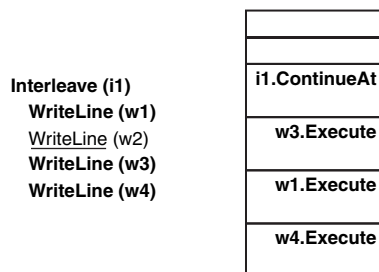 Interleave (i1)
WriteLine (w1)
WriteLine (w2)
WriteLine (w3)
WriteLine (w4)
i1.ContinueAt
w3.Execute
w1.Execute
w4.Execute